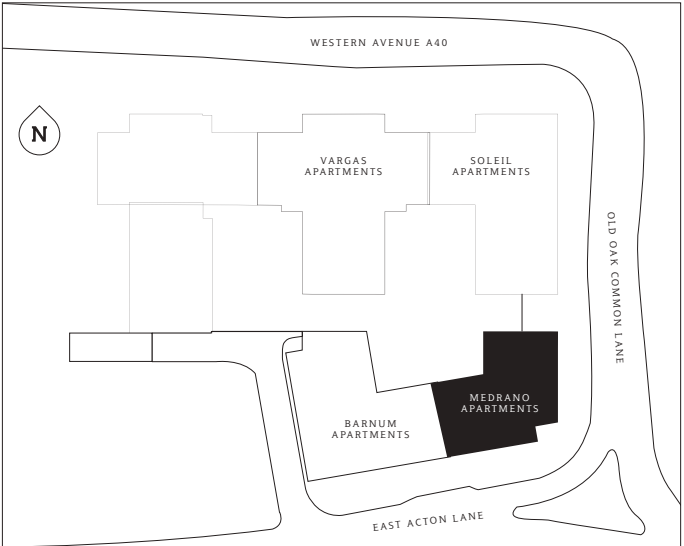 WESTERN AVENUE A40
N
VARGAS
APARTMENTS
SOLEIL
APARTMENTS
OLD OAK COMMON LANE
MEDRANO
APARTMENTS
BARNUM
APARTMENTS
EAST ACTON LANE